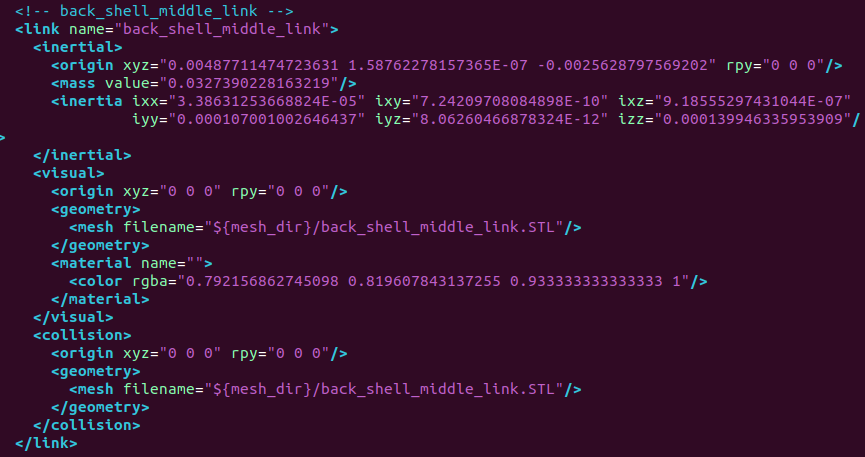 <!-- back_shell_middle_link -->
<link name="back_shell_middle_link">
<inertial>
<origin xyz="0.00487711474723631 1.58762278157365E-07 -0.0025628797569202" rpy="0 0 0"/>
<mass value="0.0327390228163219"/>
<inertia ixx="3.38631253668824E-05" ixy="7.24209708084898E-10" ixz="9.18555297431044E-07"
iyy="0.000107001002646437" iyz="8.06260466878324E-12" izz="0.000139946335953909"/
>
</inertial>
<visual>
<origin xyz="0 0 0" rpy="0 0 0"/>
<geometry>
<mesh filename="${mesh_dir}/back_shell_middle_link.STL"/>
</geometry>
<material name="">
<color rgba="0.792156862745098 0.819607843137255 0.933333333333333 1"/>
</material>
</visual>
<collision>
<origin xyz="0 0 0" rpy="0 0 0"/>
<geometry>
<mesh filename="${mesh_dir}/back_shell_middle_link.STL"/>
</geometry>
</collision>
</link>